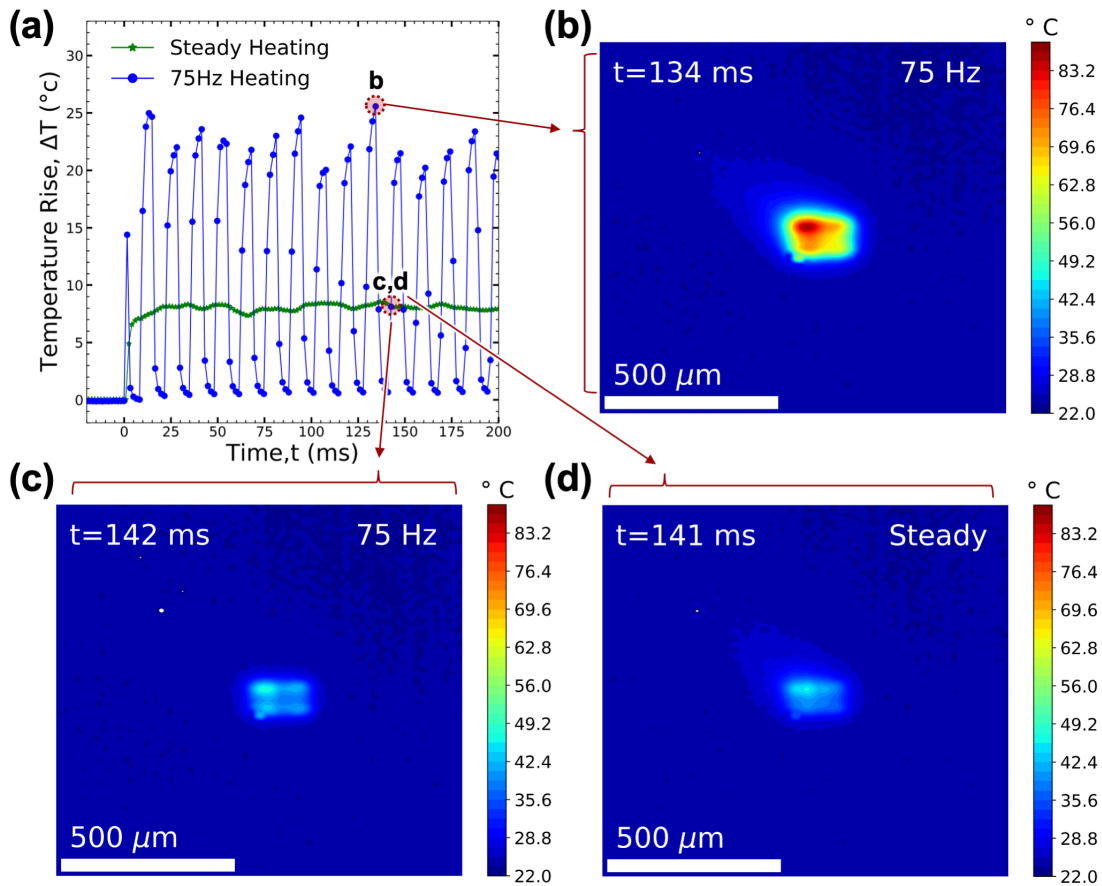 (a)
Temperature Rise, ΔT (°c)
30
25
20
15
10
5
0
Steady Heating
75Hz Heating
b
c,d
0 25 50 75 100 125 150 175 200
Time,t (ms)
(b)
t=134 ms 75 Hz
500 μm
° C
83.2
76.4
69.6
62.8
56.0
49.2
42.4
35.6
28.8
22.0
(c)
t=142 ms 75 Hz
500 μm
° C
83.2
76.4
69.6
62.8
56.0
49.2
42.4
35.6
28.8
22.0
(d)
t=141 ms Steady
500 μm
° C
83.2
76.4
69.6
62.8
56.0
49.2
42.4
35.6
28.8
22.0